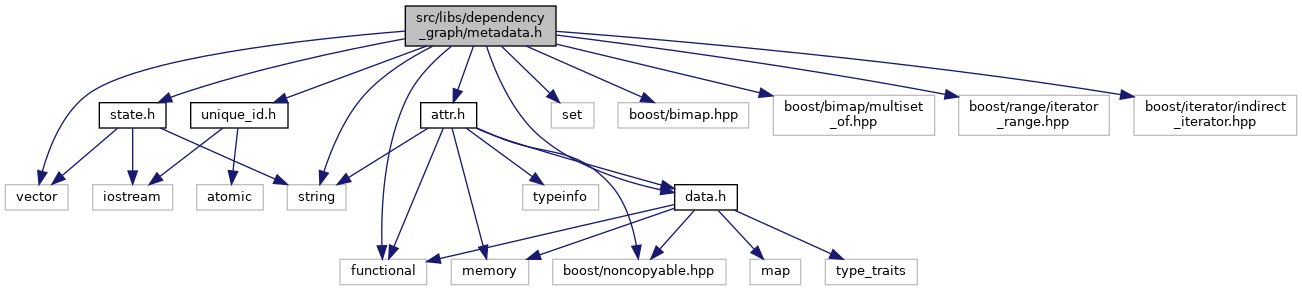 src/libs/dependency
_graph/metadata.h
state.h
unique_id.h
attr.h
set
boost/bimap.hpp
boost/bimap/multiset
_of.hpp
boost/range/iterator
_range.hpp
boost/iterator/indirect
_iterator.hpp
vector
iostream
atomic
string
typeinfo
data.h
functional
memory
boost/noncopyable.hpp
map
type_traits